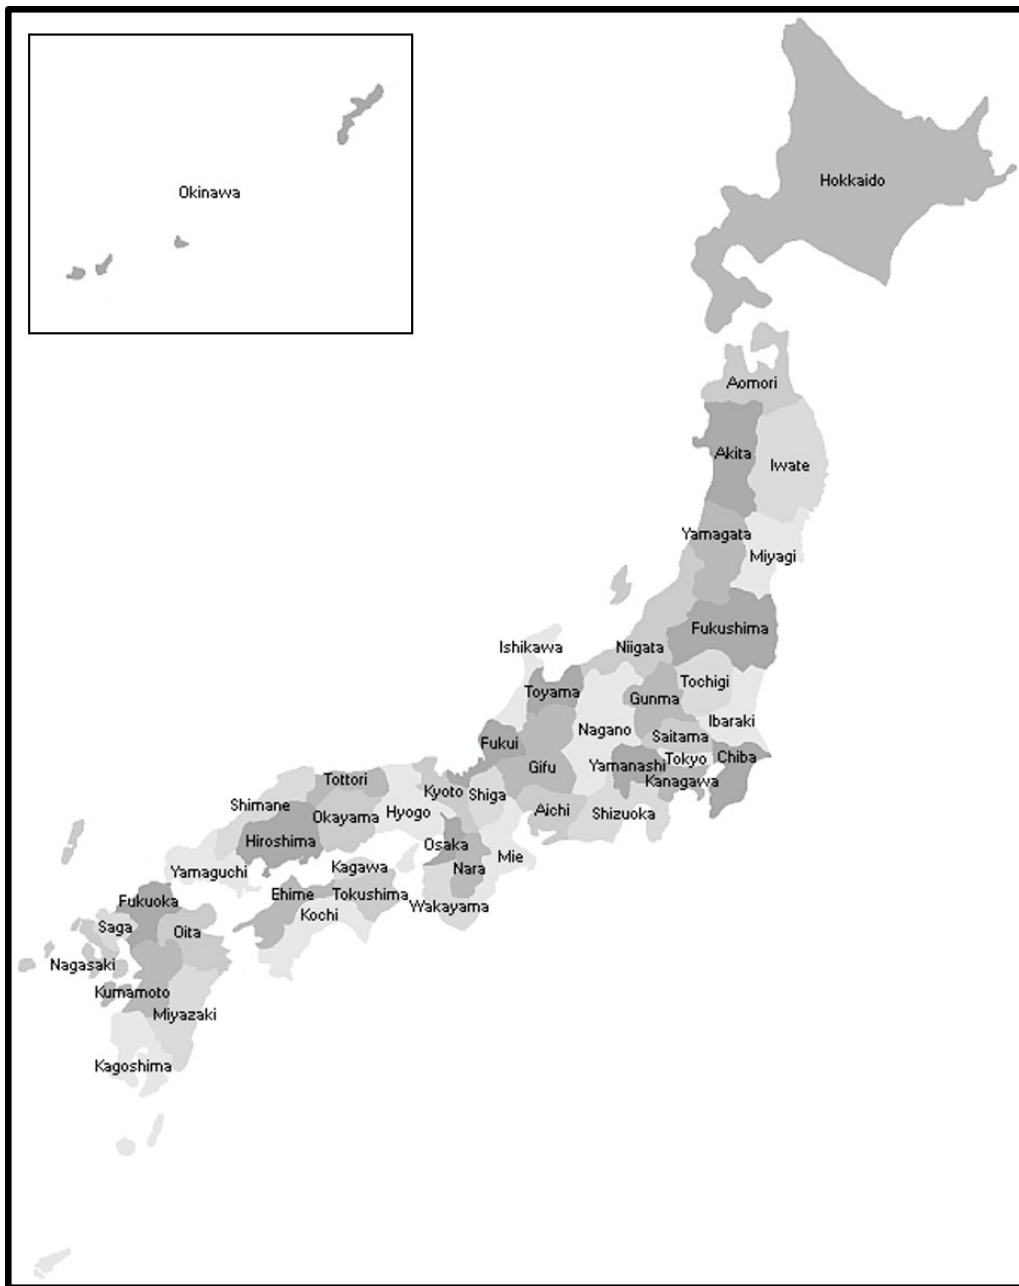 Okinawa
Hokkaido
Aomori
Akita
Iwate
Yamagata
Miyagi
Fukushima
Ishikawa
Niigata
Tochigi
Toyama
Gunma
Ibaraki
Nagano
Saitama
Fukui
Tokyo
Chiba
Gifu
Yamanashi
Kanagawa
Tottori
Kyoto
Shiga
Shimane
Okayama
Hyogo
Aichi
Shizuoka
Hiroshima
Osaka
Mie
Yamaguchi
Kagawa
Nara
Fukuoka
Ehime
Tokushima
Wakayama
Kochi
Saga
Oita
Nagasaki
Kumamoto
Miyazaki
Kagoshima